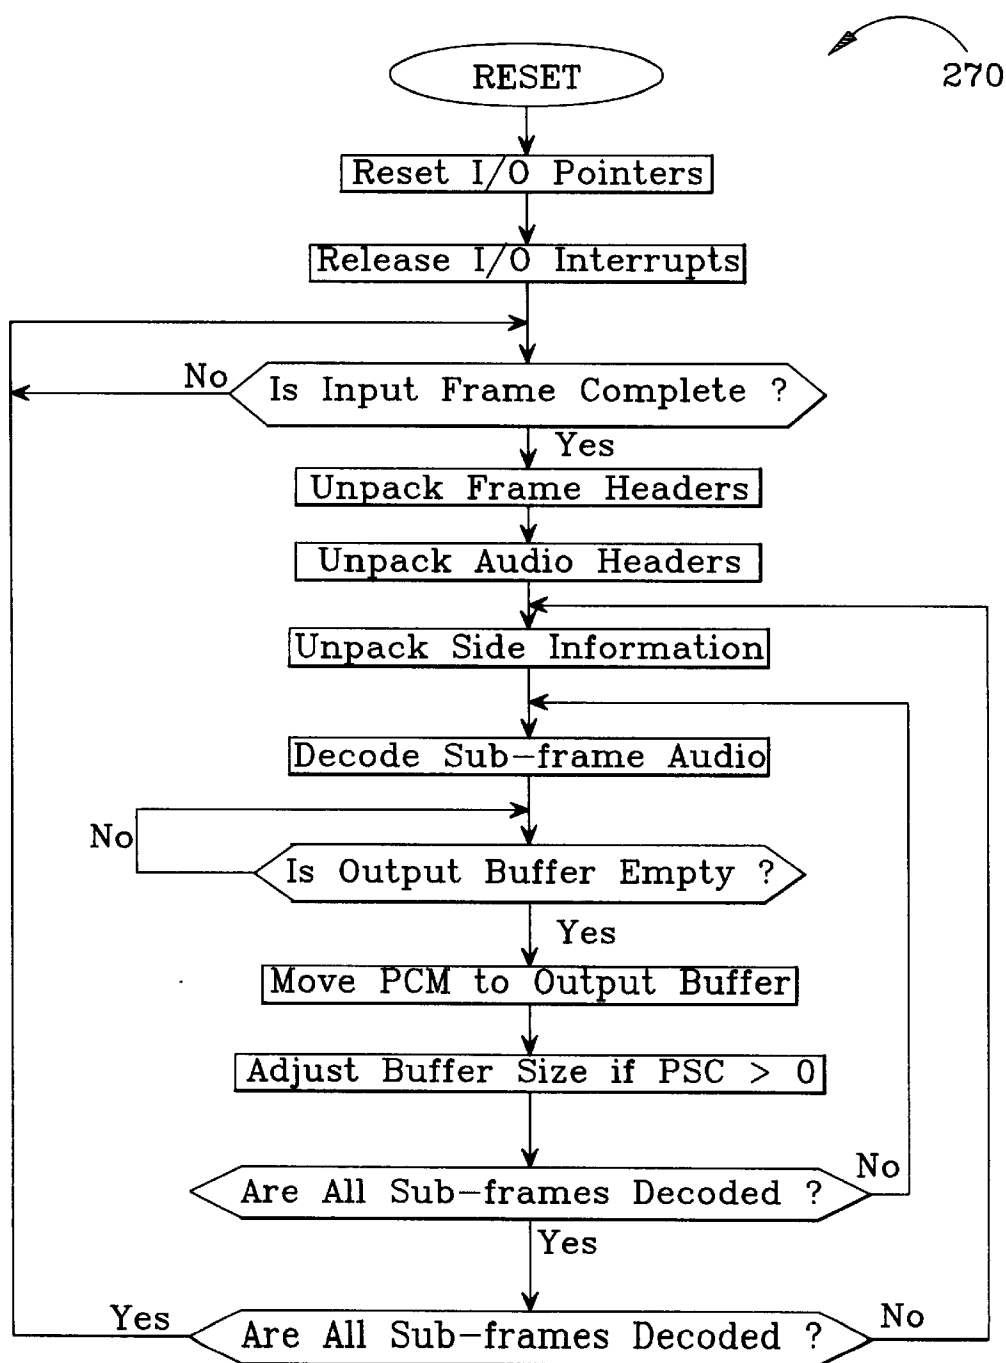 RESET
270
Reset I/O Pointers
Release I/O Interrupts
No
Is Input Frame Complete ?
Yes
Unpack Frame Headers
Unpack Audio Headers
Unpack Side Information
Decode Sub-frame Audio
No
Is Output Buffer Empty ?
Yes
Move PCM to Output Buffer
Adjust Buffer Size if PSC > 0
No
Are All Sub-frames Decoded ?
Yes
Yes
Are All Sub-frames Decoded ?
No